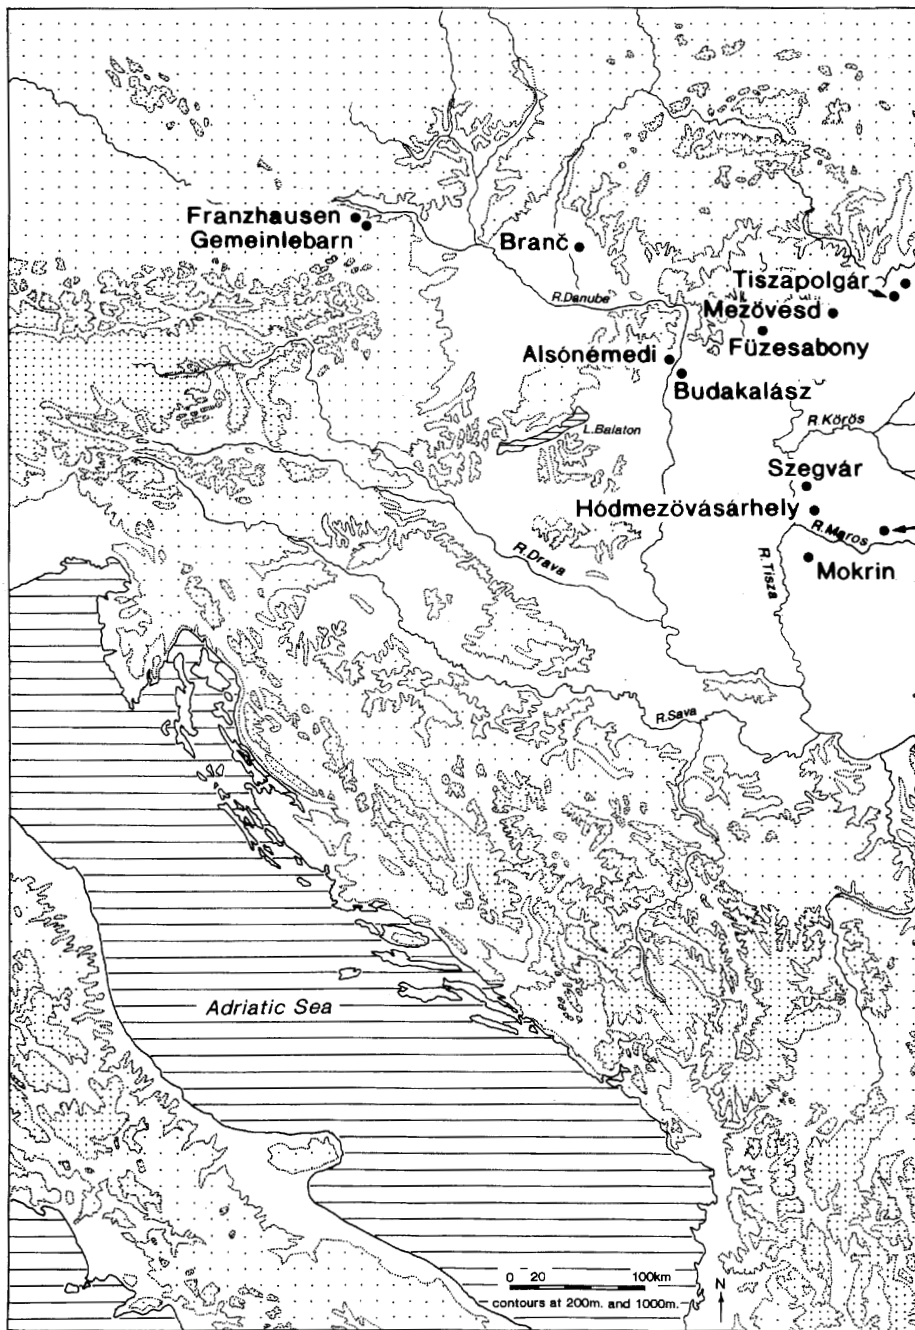 Franzhausen
Gemeinlebarn
Branč
Tiszapolgár
R.Danube
Mezövesd
Füzesabony
Alsónémedi
Budakalász
R.Körös
L.Balaton
Szegvár
Hódmezövásárhely
R.Maros
R.Drava
R.Tisza
Mokrin
R.Sava
Adriatic Sea
0 20 100km
N
contours at 200m. and 1000m.